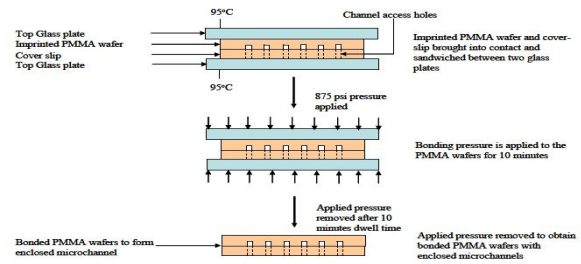 95°C
Channel access holes
Top Glass plate
Imprinted PMMA wafer
Cover slip
Top Glass plate
95°C
Imprinted PMMA wafer and cover-
slip brought into contact and
sandwiched between two glass
plates
875 psi pressure
applied
Bonding pressure is applied to the
PMMA wafers for 10 minutes
Applied pressure
removed after 10
minutes dwell time
Bonded PMMA wafers to form
enclosed microchannel
Applied pressure removed to obtain
bonded PMMA wafers with
enclosed microchannels